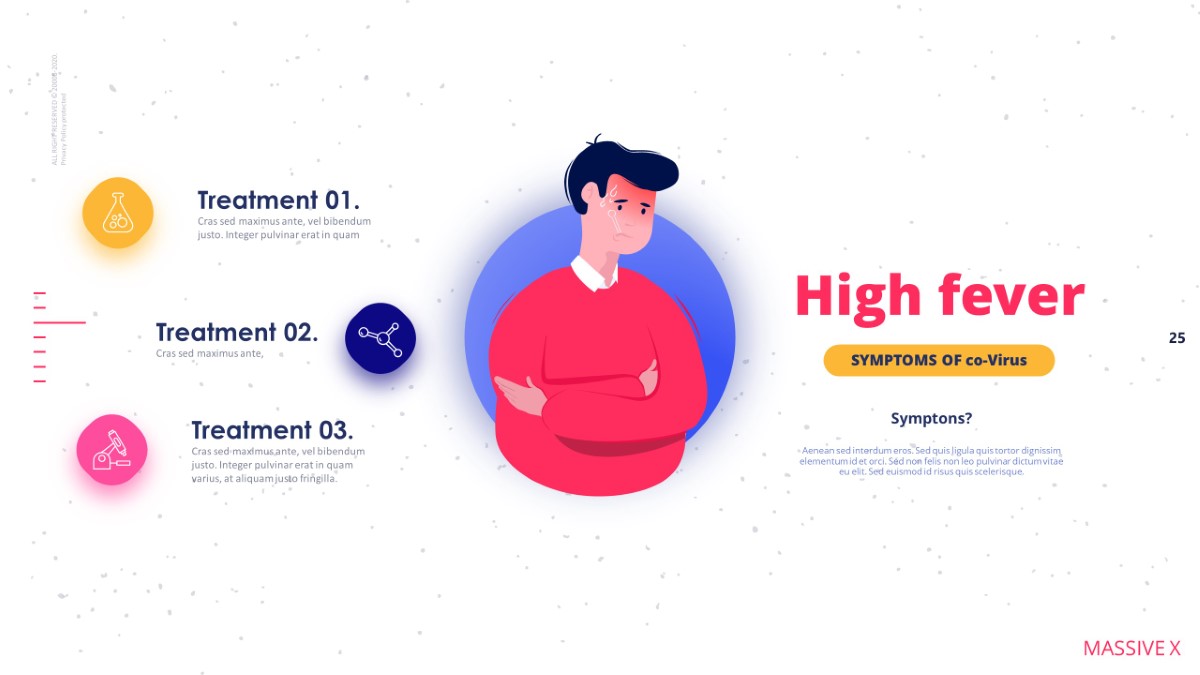 ALL RIGHT RESERVED © 2018 © 2020.
Privacy Policy protected
Treatment 01.
Cras sed maximus ante, vel bibendum
justo. Integer pulvinar erat in quam
Treatment 02.
Cras sed maximus ante,
Treatment 03.
Cras sed maximus ante, vel bibendum
justo. Integer pulvinar erat in quam
varius, at aliquam justo fringilla.
High fever
SYMPTOMS OF co-Virus
Symptons?
Aenean sed interdum eros. Sed quis ligula quis tortor dignissim,
elementum id et orci. Sed non felis non leo pulvinar dictum vitae
eu elit. Sed euismod id risus quis scelerisque.
25
MASSIVE X